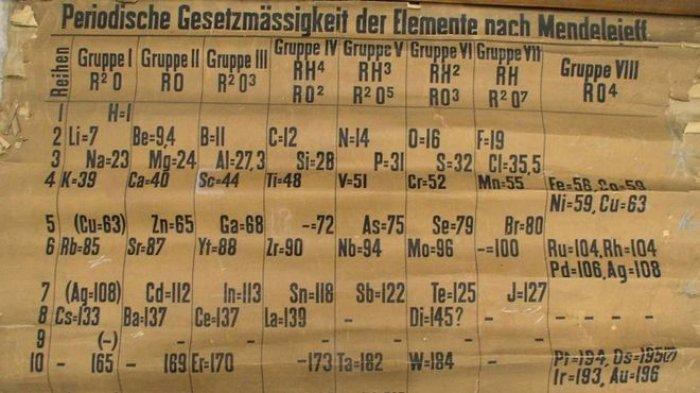 Periodische Gesetzmässigkeit der Elemente nach Mendelejeff
Reihen Gruppe I R²O Gruppe II RO Gruppe III R²O³ Gruppe IV RH⁴ RO² Gruppe V RH³ R²O⁵ Gruppe VI RH² RO³ Gruppe VII RH R²O⁷ Gruppe VIII RO⁴
1 H=1
2 Li=7 Be=9,4 B=11 C=12 N=14 O=16 F=19
3 Na=23 Mg=24 Al=27,3 Si=28 P=31 S=32 Cl=35,5
4 K=39 Ca=40 Sc=44 Ti=48 V=51 Cr=52 Mn=55 Fe=56, Co=59
Ni=59, Cu=63
5 (Cu=63) Zn=65 Ga=68 -=72 As=75 Se=79 Br=80
6 Rb=85 Sr=87 Yt=88 Zr=90 Nb=94 Mo=96 -=100 Ru=104, Rh=104
Pd=106, Ag=108
7 (Ag=108) Cd=112 In=113 Sn=118 Sb=122 Te=125 J=127
8 Cs=133 Ba=137 Ce=137 La=139 - Di=145? - -
9 (-) - - - - - -
10 - 165 - 169 Er=170 -173 Ta=182 W=184 - Pt=194, Os=195(?)
Ir=193, Au=196